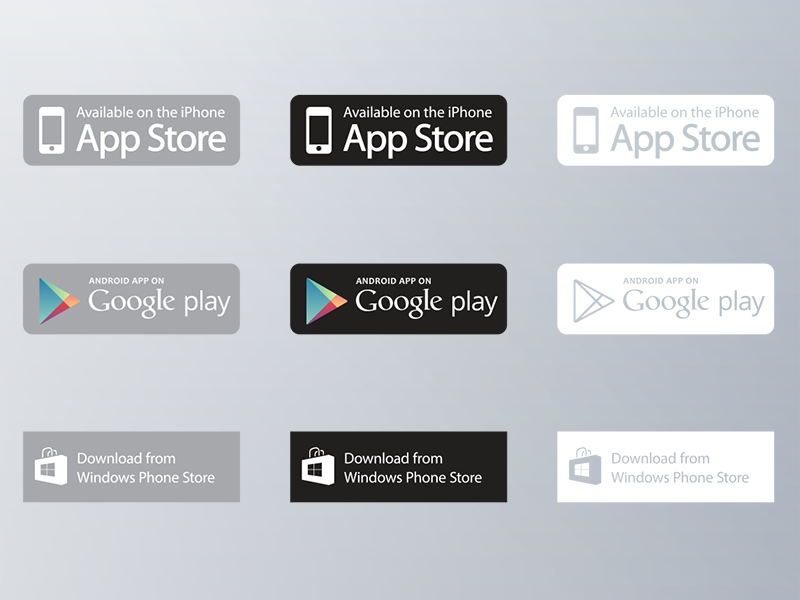 Available on the iPhone
App Store
Available on the iPhone
App Store
Available on the iPhone
App Store
ANDROID APP ON
Google play
ANDROID APP ON
Google play
ANDROID APP ON
Google play
Download from
Windows Phone Store
Download from
Windows Phone Store
Download from
Windows Phone Store